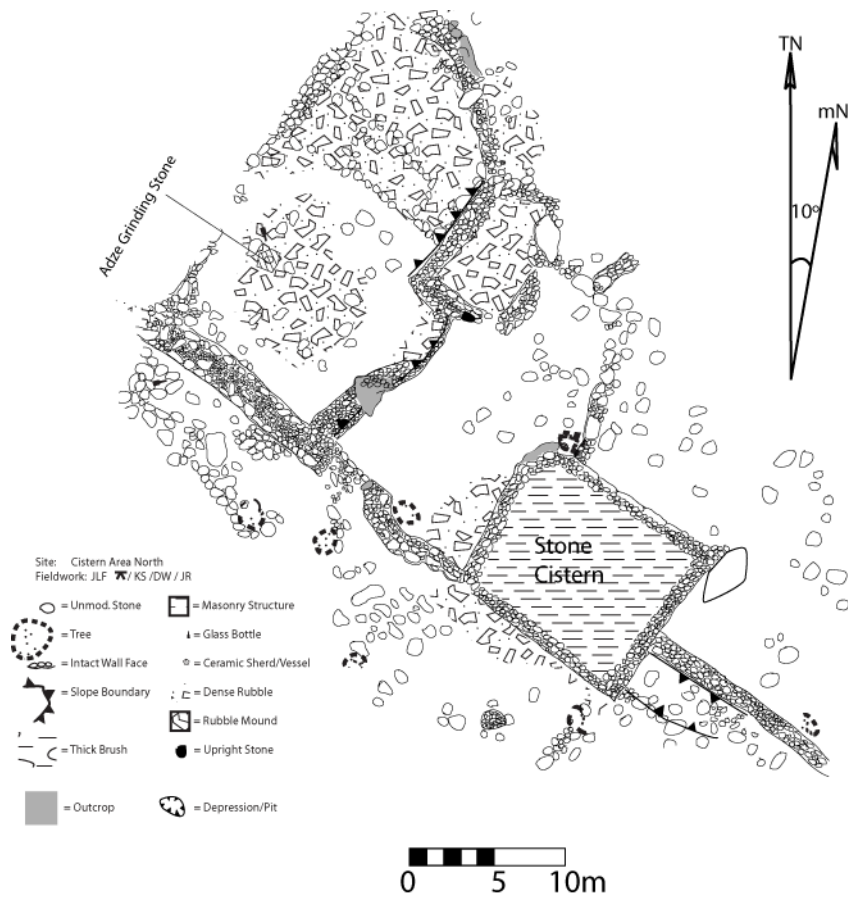 TN
mN
10°
Adze Grinding Stone
Stone
Cistern
Site: Cistern Area North
Fieldwork: JLF / KS /DW / JR
= Unmod. Stone
= Masonry Structure
= Tree
= Glass Bottle
= Intact Wall Face
= Ceramic Sherd/Vessel
= Slope Boundary
= Dense Rubble
= Rubble Mound
= Thick Brush
= Upright Stone
= Outcrop
= Depression/Pit
0 5 10m